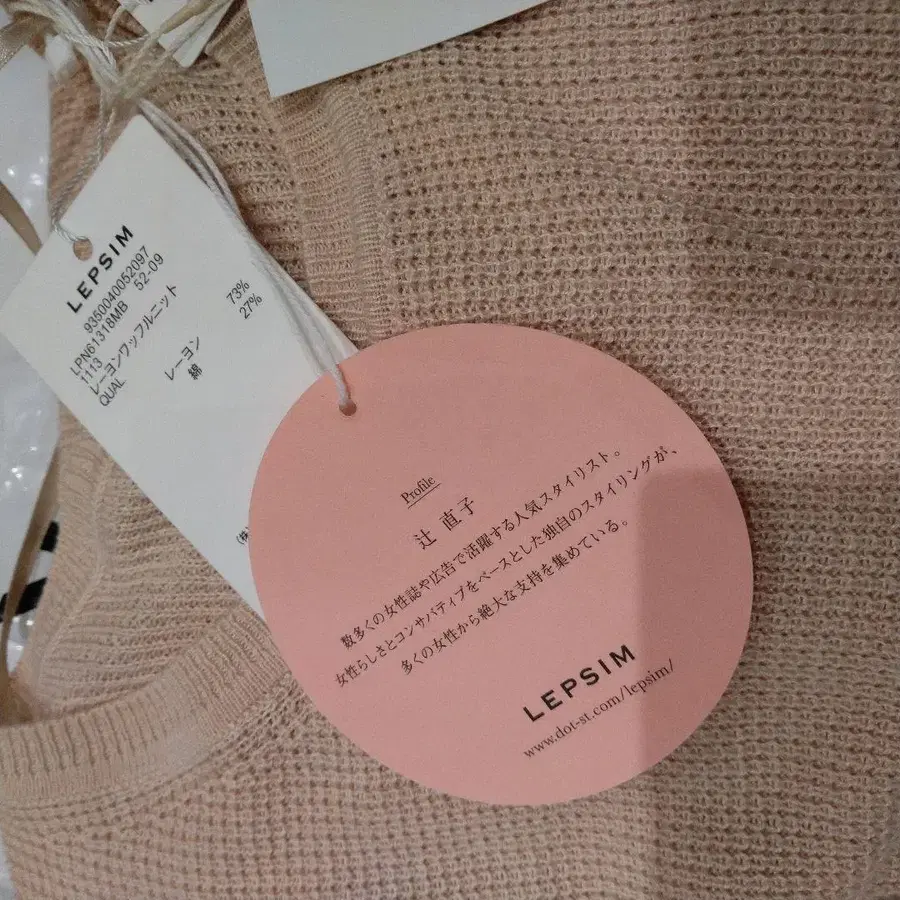 LEPSIM
9350040052097
LPN61318MB 52-09
1113
レーヨンワッフルニット
QUAL
レーヨン 73%
綿 27%
(株)
Profile
辻 直子
数多くの女性誌や広告で活躍する人気スタイリスト。
女性らしさとコンサバティブをベースとした独自のスタイリングが、
多くの女性から絶大な支持を集めている。
LEPSIM
www.dot-st.com/lepsim/